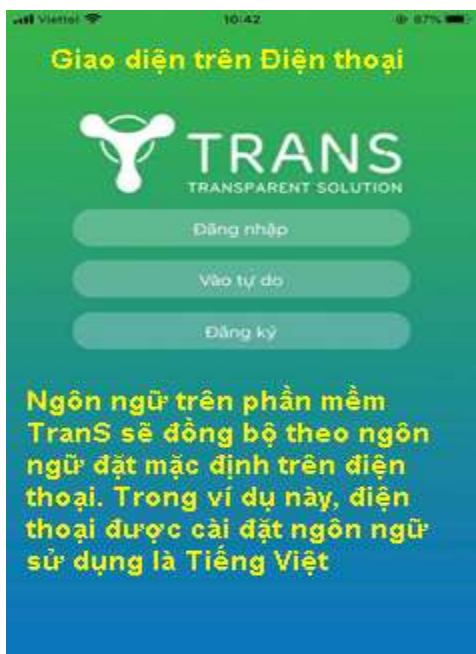 Viettel 10:42 87%
Giao diện trên Điện thoại
TRANS
TRANSPARENT SOLUTION
Đăng nhập
Vào tự do
Đăng ký
Ngôn ngữ trên phần mềm
TranS sẽ đồng bộ theo ngôn
ngữ đặt mặc định trên điện
thoại. Trong ví dụ này, điện
thoại được cài đặt ngôn ngữ
sử dụng là Tiếng Việt